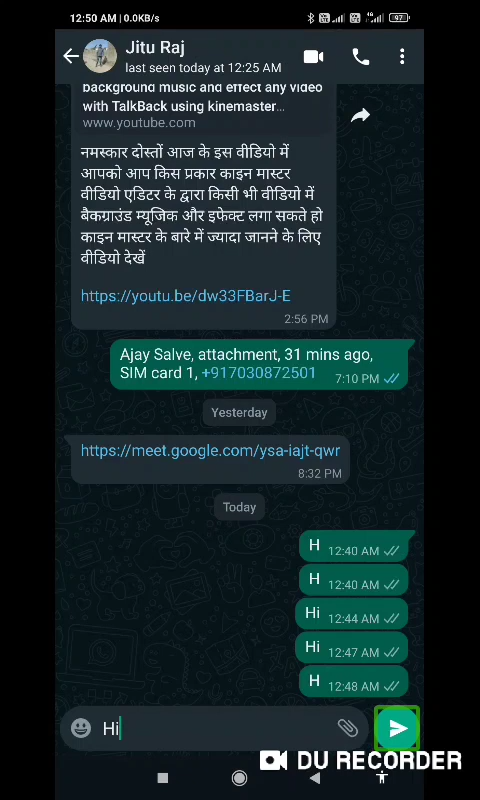 12:50 AM | 0.0KB/s
97
Jitu Raj
last seen today at 12:25 AM
background music and effect any video
with TalkBack using kinemaster...
www.youtube.com
नमस्कार दोस्तों आज के इस वीडियो में
आपको आप किस प्रकार काइन मास्टर
वीडियो एडिटर के द्वारा किसी भी वीडियो में
बैकग्राउंड म्यूजिक और इफेक्ट लगा सकते हो
काइन मास्टर के बारे में ज्यादा जानने के लिए
वीडियो देखें
https://youtu.be/dw33FBarJ-E
2:56 PM
Ajay Salve, attachment, 31 mins ago,
SIM card 1, +917030872501 7:10 PM
Yesterday
https://meet.google.com/ysa-iajt-qwr
8:32 PM
Today
H 12:40 AM
H 12:40 AM
Hi 12:44 AM
Hi 12:47 AM
H 12:48 AM
Hi
DU RECORDER